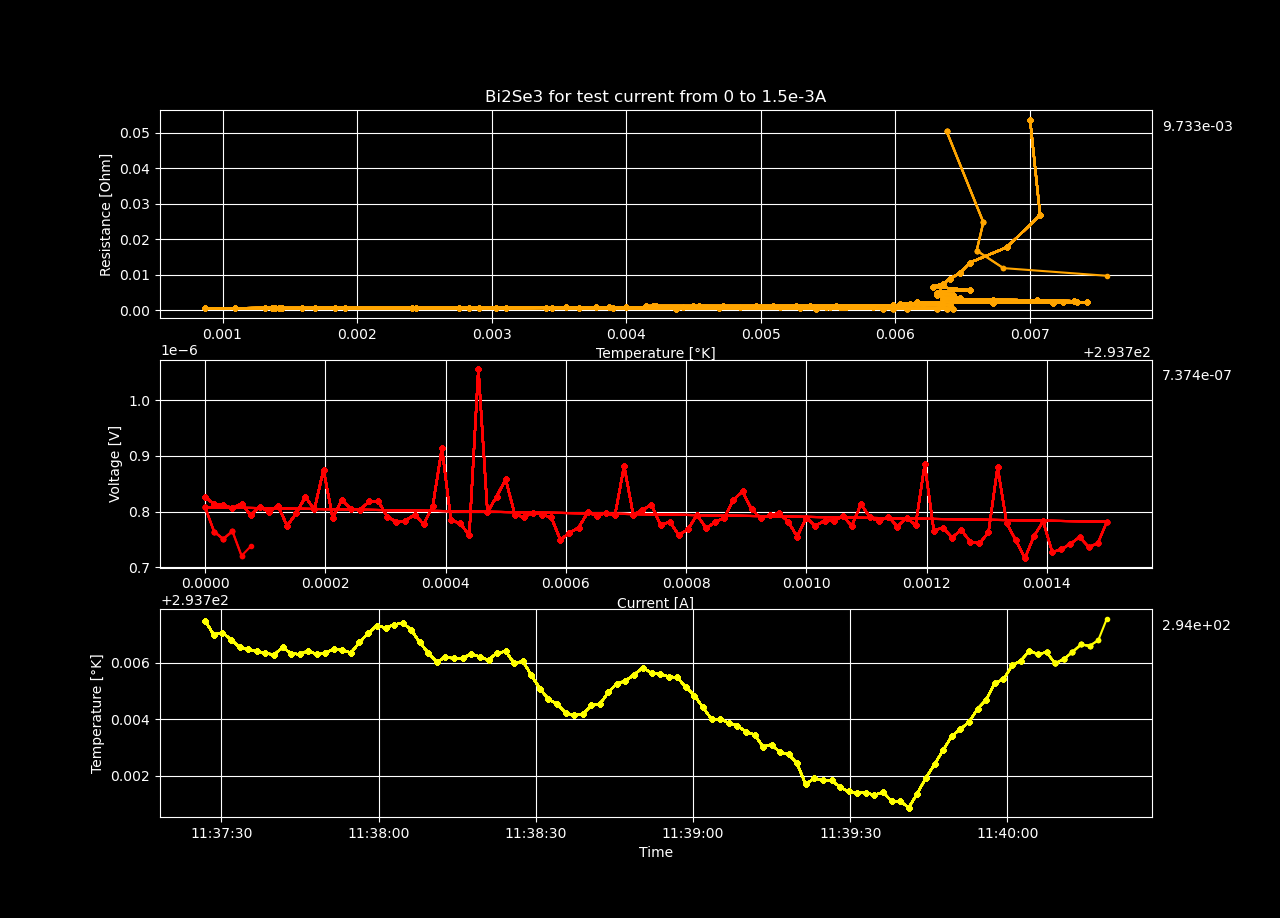 Bi2Se3 for test current from 0 to 1.5e-3A
9.733e-03
Resistance [Ohm]
0.05
0.04
0.03
0.02
0.01
0.00
0.001 0.002 0.003 0.004 0.005 0.006 0.007
Temperature [°K]
+2.937e2
1e-6
7.374e-07
Voltage [V]
1.0
0.9
0.8
0.7
0.0000 0.0002 0.0004 0.0006 0.0008 0.0010 0.0012 0.0014
Current [A]
+2.937e2
2.94e+02
Temperature [°K]
0.006
0.004
0.002
11:37:30 11:38:00 11:38:30 11:39:00 11:39:30 11:40:00
Time